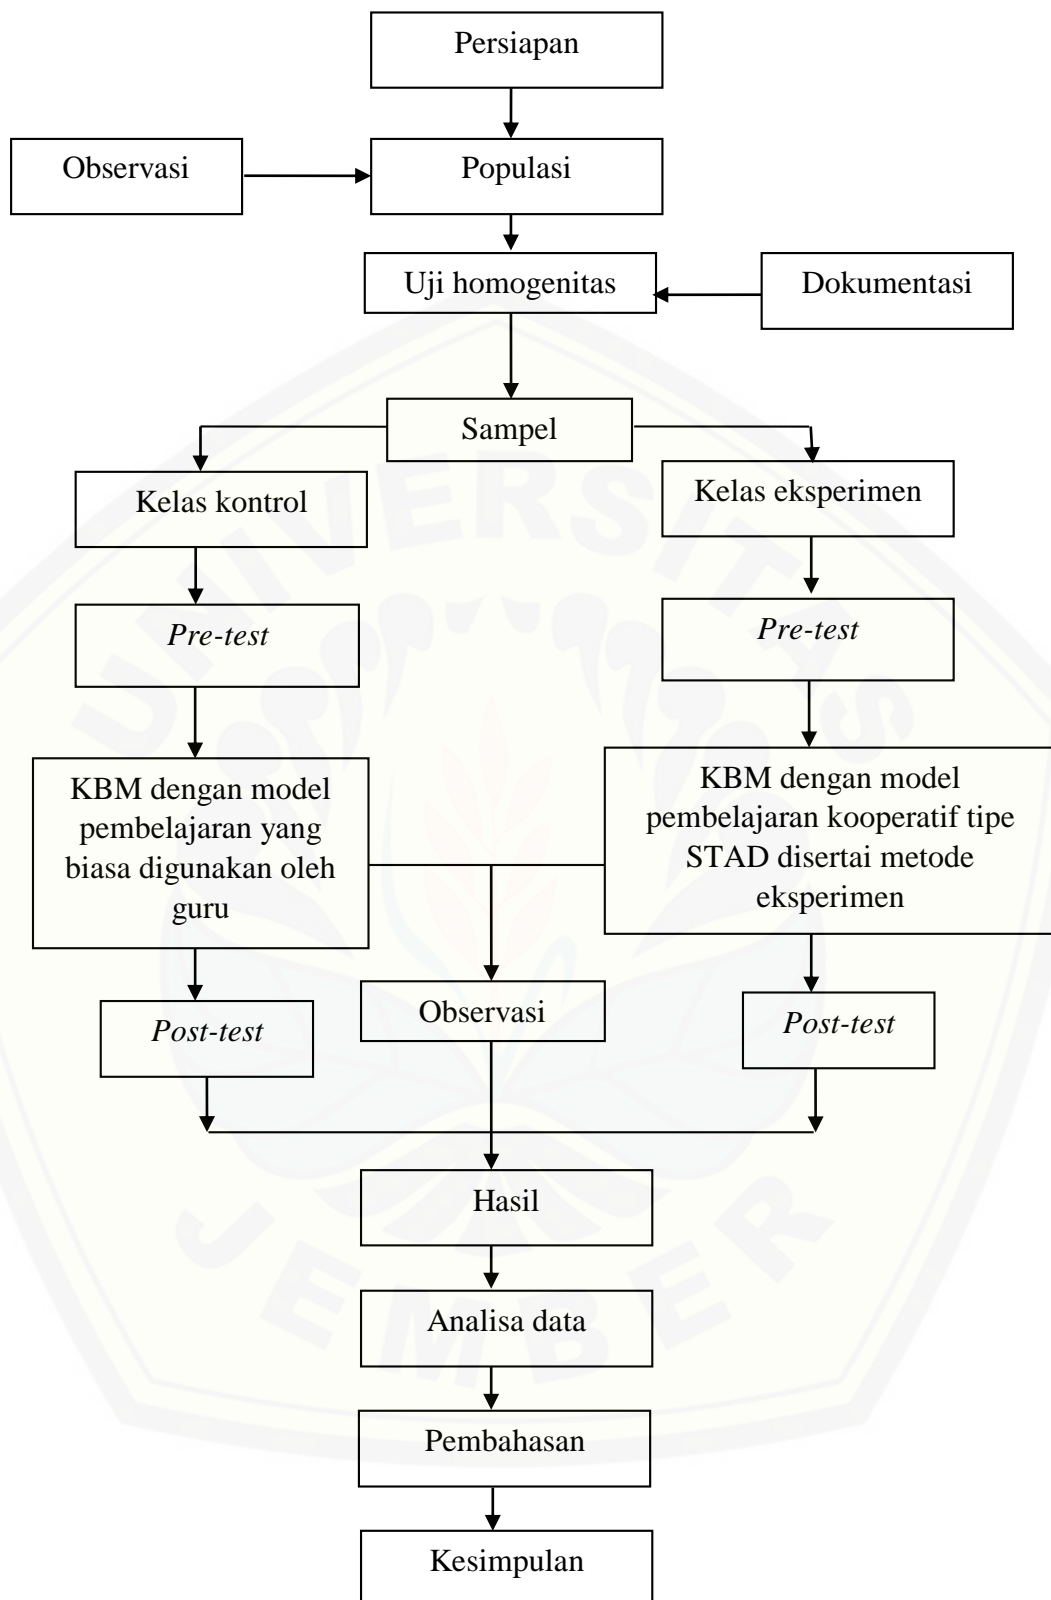 Persiapan
Observasi
Populasi
Uji homogenitas
Dokumentasi
Sampel
Kelas kontrol
Kelas eksperimen
Pre-test
Pre-test
KBM dengan model
pembelajaran yang
biasa digunakan oleh
guru
KBM dengan model
pembelajaran kooperatif tipe
STAD disertai metode
eksperimen
Post-test
Observasi
Post-test
Hasil
Analisa data
Pembahasan
Kesimpulan
UNIVERSITAS
JEMBER